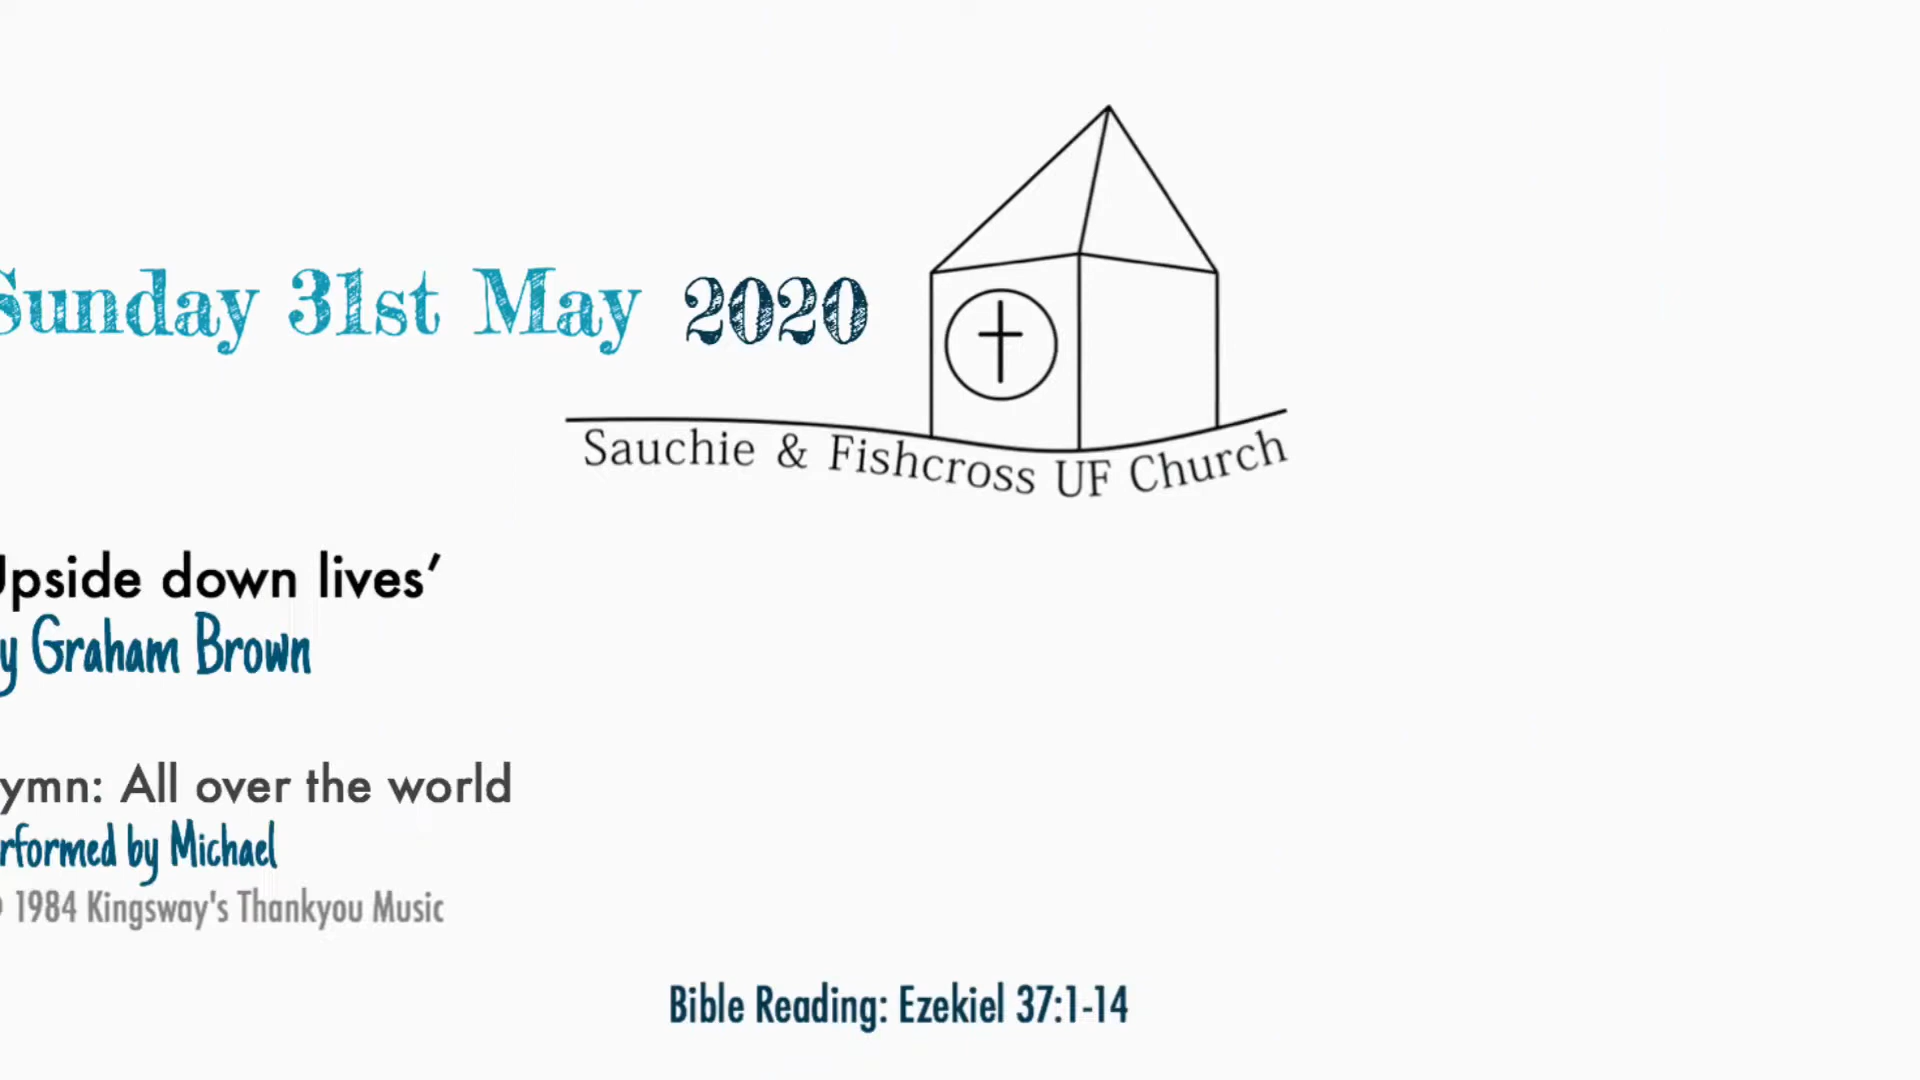 Sunday 31st May 2020
Sauchie & Fishcross UF Church
Upside down lives’
Graham Brown
ymn: All over the world
rformed by Michael
1984 Kingsway's Thankyou Music
Bible Reading: Ezekiel 37:1-14